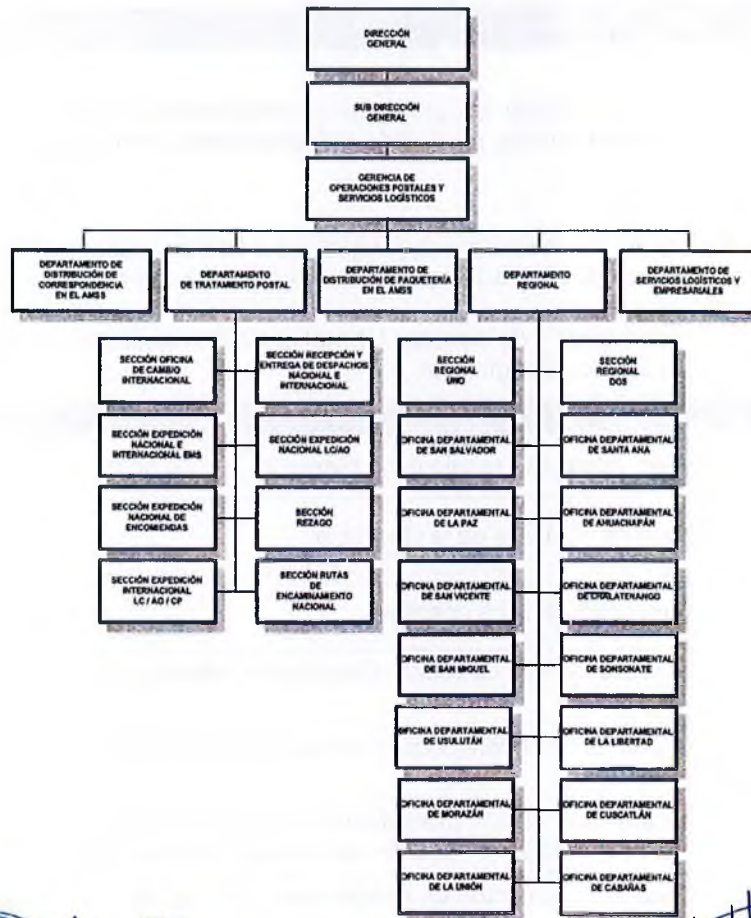 DIRECCIÓN
GENERAL
SUB DIRECCIÓN
GENERAL
GERENCIA DE
OPERACIONES POSTALES Y
SERVICIOS LOGÍSTICOS
DEPARTAMENTO DE
DISTRIBUCIÓN DE
CORRESPONDENCIA
EN EL AMSS
DEPARTAMENTO
DE TRATAMIENTO POSTAL
DEPARTAMENTO DE
DISTRIBUCIÓN DE PAQUETERÍA
EN EL AMSS
DEPARTAMENTO
REGIONAL
DEPARTAMENTO DE
SERVICIOS LOGÍSTICOS Y
EMPRESARIALES
SECCIÓN OFICINA
DE CAMBIO
INTERNACIONAL
SECCIÓN RECEPCIÓN Y
ENTREGA DE DESPACHOS
NACIONAL E
INTERNACIONAL
SECCIÓN EXPEDICIÓN
NACIONAL E
INTERNACIONAL EMS
SECCIÓN EXPEDICIÓN
NACIONAL LC/AO
SECCIÓN EXPEDICIÓN
NACIONAL DE
ENCOMIENDAS
SECCIÓN
REZAGO
SECCIÓN EXPEDICIÓN
INTERNACIONAL
LC / AO / CP
SECCIÓN RUTAS
DE
ENCAMINAMIENTO
NACIONAL
SECCIÓN
REGIONAL
UNO
SECCIÓN
REGIONAL
DOS
OFICINA DEPARTAMENTAL
DE SAN SALVADOR
OFICINA DEPARTAMENTAL
DE SANTA ANA
OFICINA DEPARTAMENTAL
DE LA PAZ
OFICINA DEPARTAMENTAL
DE AHUACHAPÁN
OFICINA DEPARTAMENTAL
DE SAN VICENTE
OFICINA DEPARTAMENTAL
DE CHALATENANGO
OFICINA DEPARTAMENTAL
DE SAN MIGUEL
OFICINA DEPARTAMENTAL
DE SONSONATE
OFICINA DEPARTAMENTAL
DE USULUTÁN
OFICINA DEPARTAMENTAL
DE LA LIBERTAD
OFICINA DEPARTAMENTAL
DE MORAZÁN
OFICINA DEPARTAMENTAL
DE CUSCATLÁN
OFICINA DEPARTAMENTAL
DE LA UNIÓN
OFICINA DEPARTAMENTAL
DE CABAÑAS